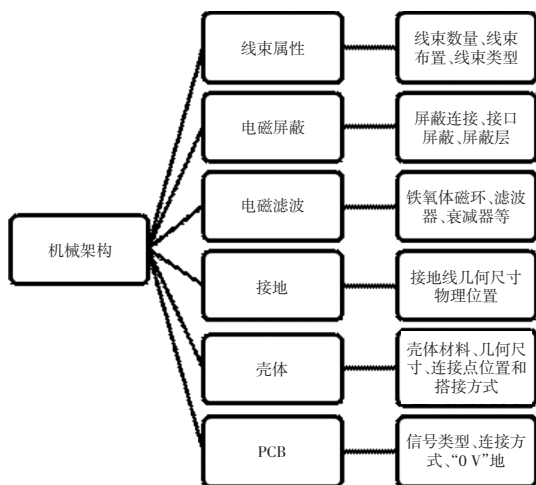 线束属性
线束数量、线束
布置、线束类型
电磁屏蔽
屏蔽连接、接口
屏蔽、屏蔽层
电磁滤波
铁氧体磁环、滤波
器、衰减器等
机械架构
接地
接地线几何尺寸
物理位置
壳体
壳体材料、几何尺
寸、连接点位置和
搭接方式
PCB
信号类型、连接方
式、“0 V”地